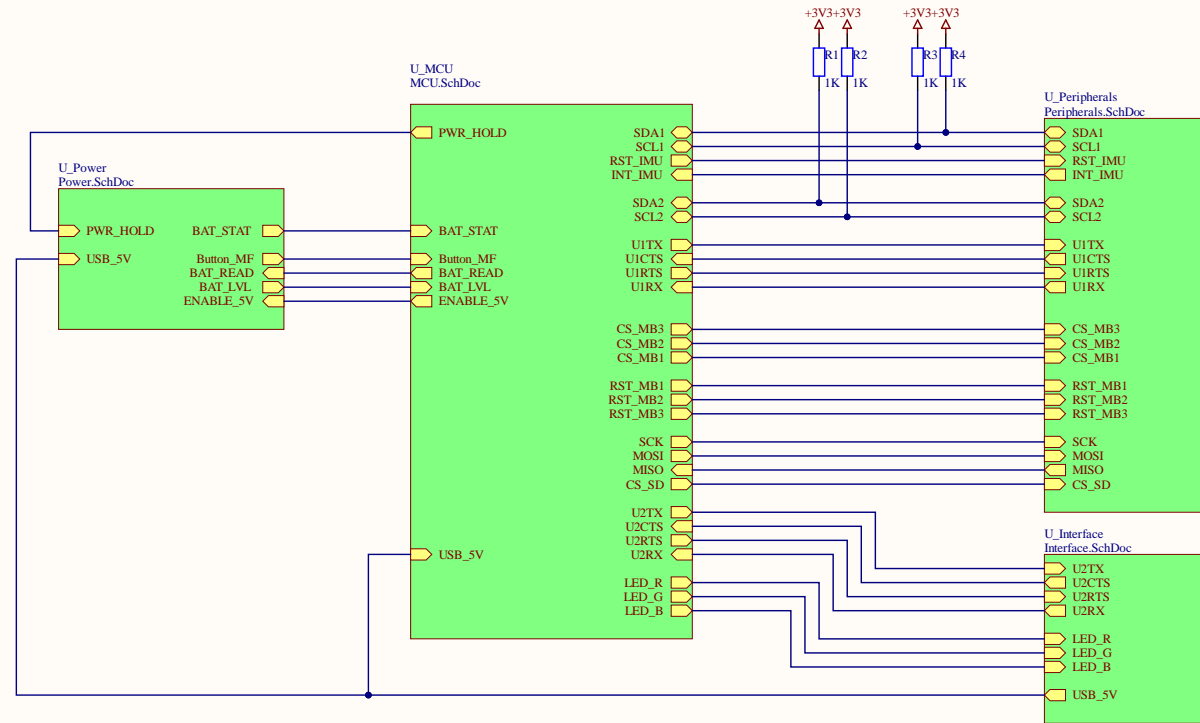 +3V3 +3V3 +3V3 +3V3
R1 R2 R3 R4
1K 1K 1K 1K
U_MCU
MCU.SchDoc
PWR_HOLD
BAT_STAT
Button_MF
BAT_READ
BAT_LVL
ENABLE_5V
USB_5V
SDA1
SCL1
RST_IMU
INT_IMU
SDA2
SCL2
U1TX
U1CTS
U1RTS
U1RX
CS_MB3
CS_MB2
CS_MB1
RST_MB1
RST_MB2
RST_MB3
SCK
MOSI
MISO
CS_SD
U2TX
U2CTS
U2RTS
U2RX
LED_R
LED_G
LED_B
U_Power
Power.SchDoc
PWR_HOLD
USB_5V
BAT_STAT
Button_MF
BAT_READ
BAT_LVL
ENABLE_5V
U_Peripherals
Peripherals.SchDoc
SDA1
SCL1
RST_IMU
INT_IMU
SDA2
SCL2
U1TX
U1CTS
U1RTS
U1RX
CS_MB3
CS_MB2
CS_MB1
RST_MB1
RST_MB2
RST_MB3
SCK
MOSI
MISO
CS_SD
U_Interface
Interface.SchDoc
U2TX
U2CTS
U2RTS
U2RX
LED_R
LED_G
LED_B
USB_5V